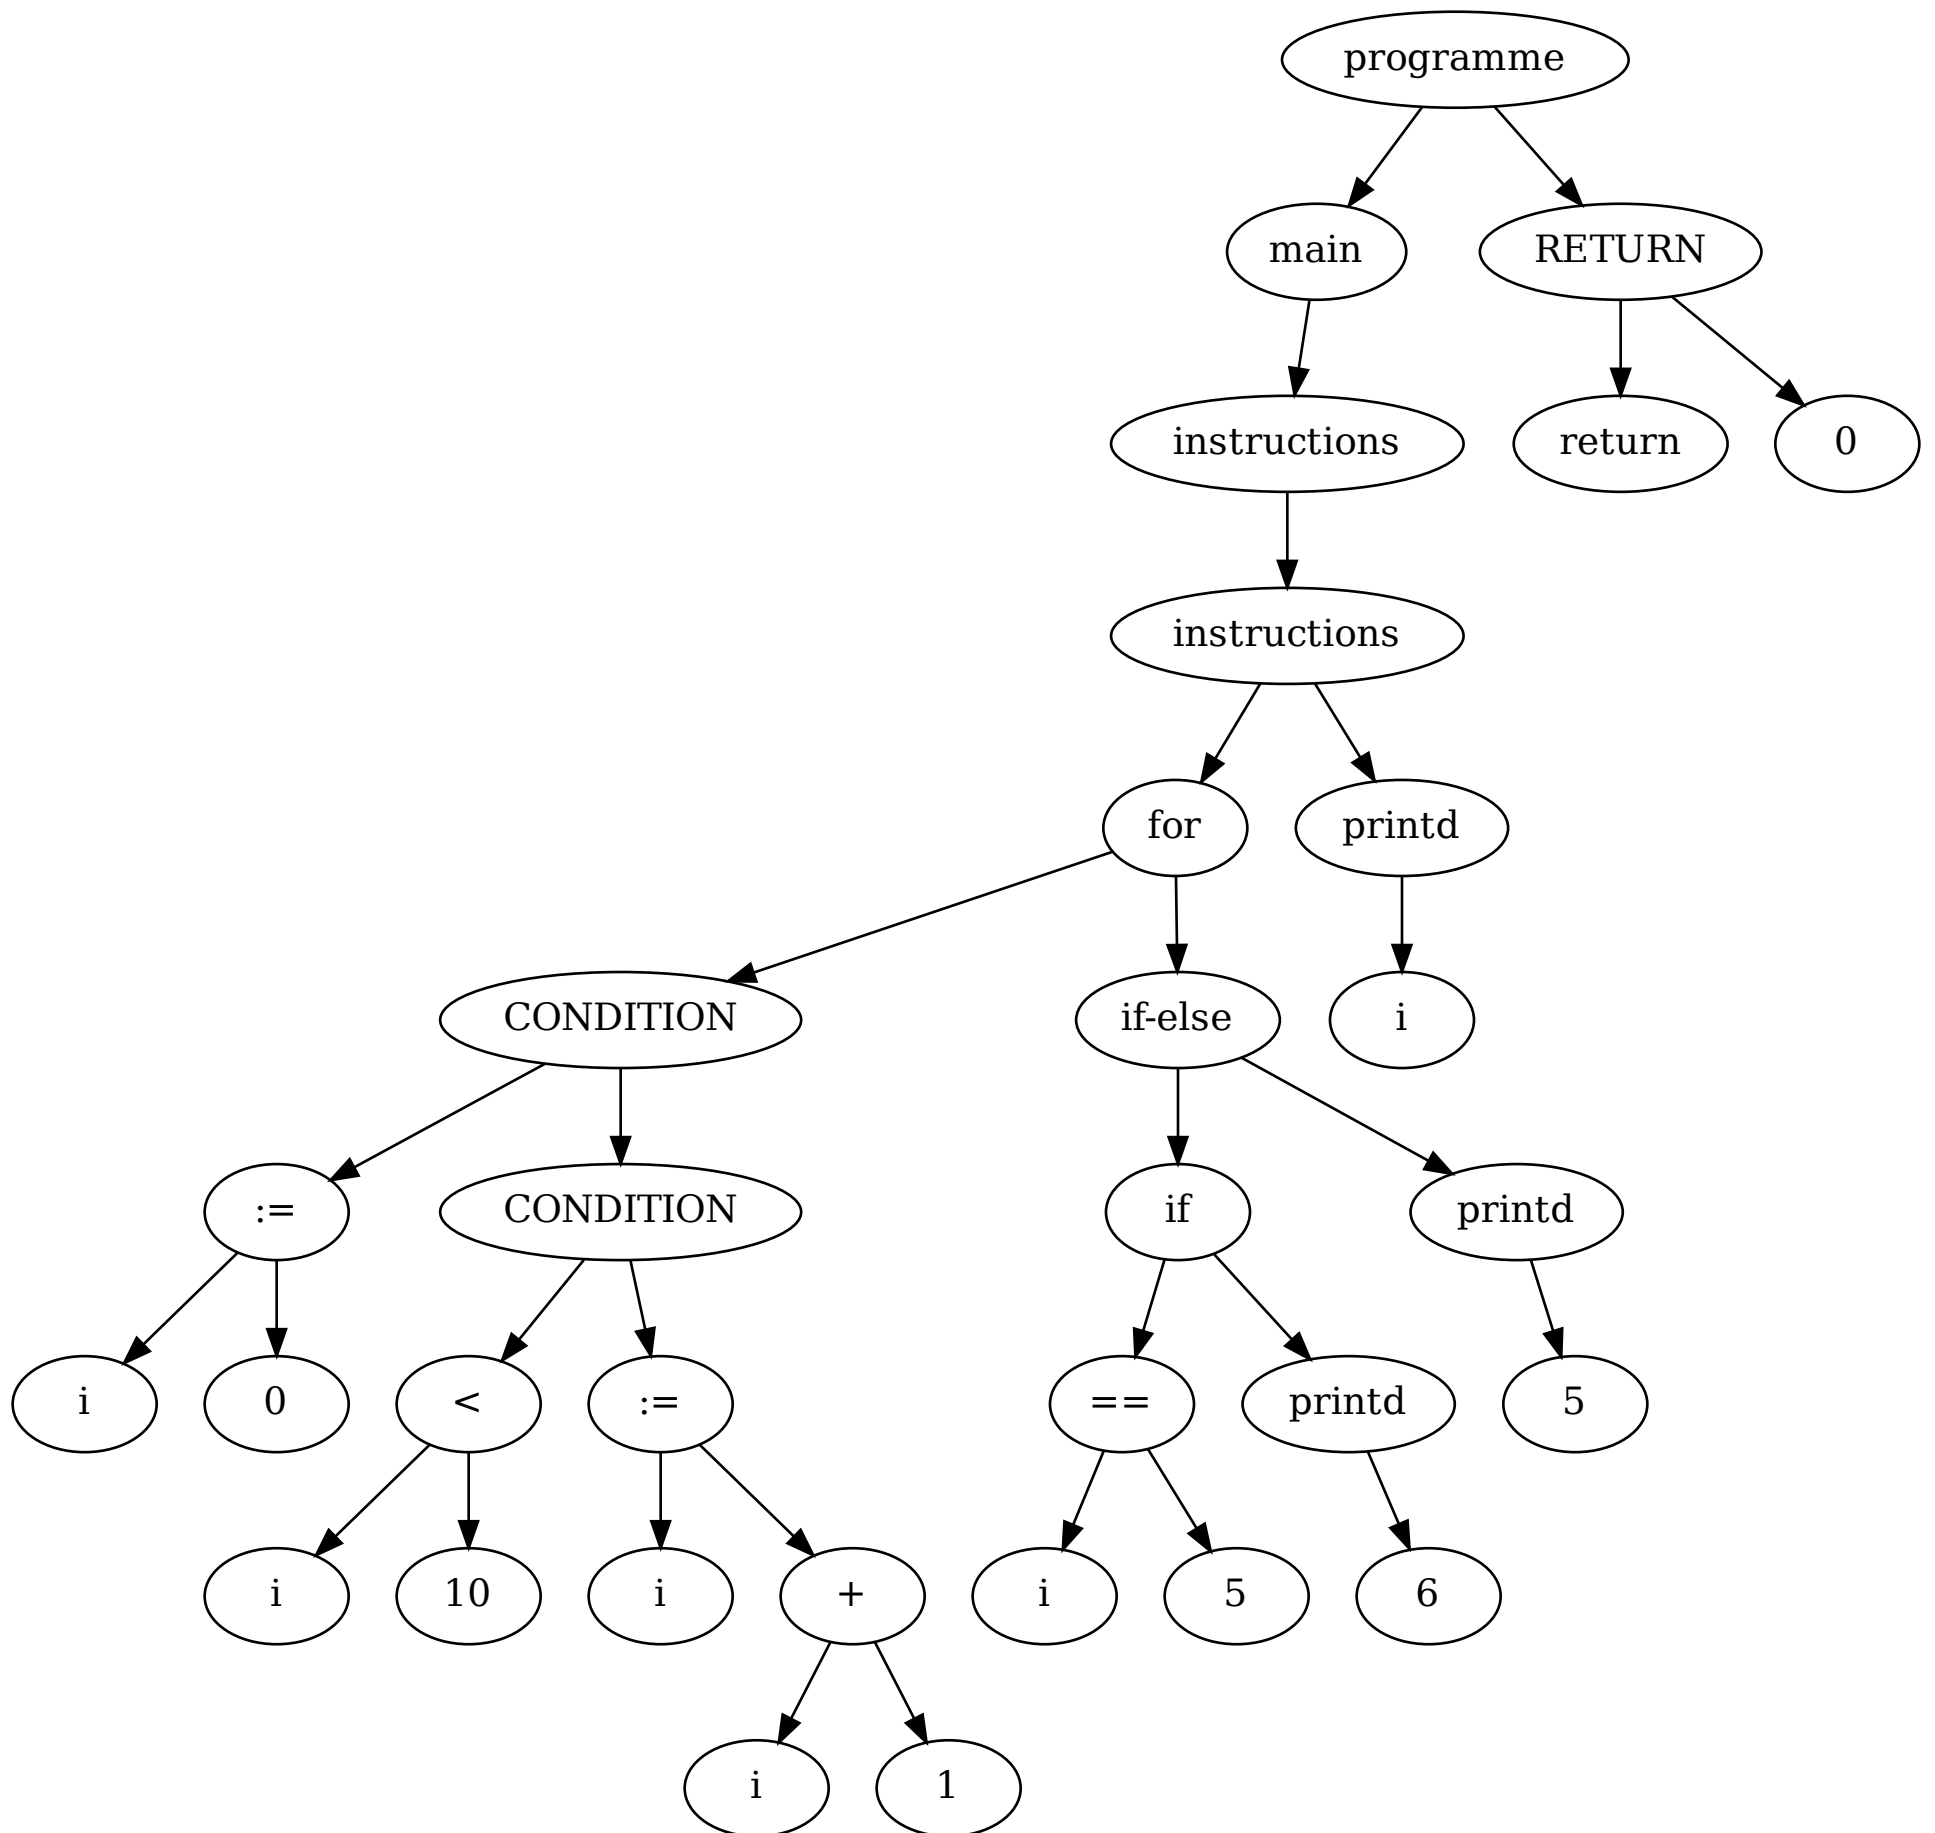 programme
main
RETURN
instructions
return
0
instructions
for
printd
CONDITION
if-else
i
:=
CONDITION
if
printd
i
0
<
:=
==
printd
5
i
10
i
+
i
5
6
i
1